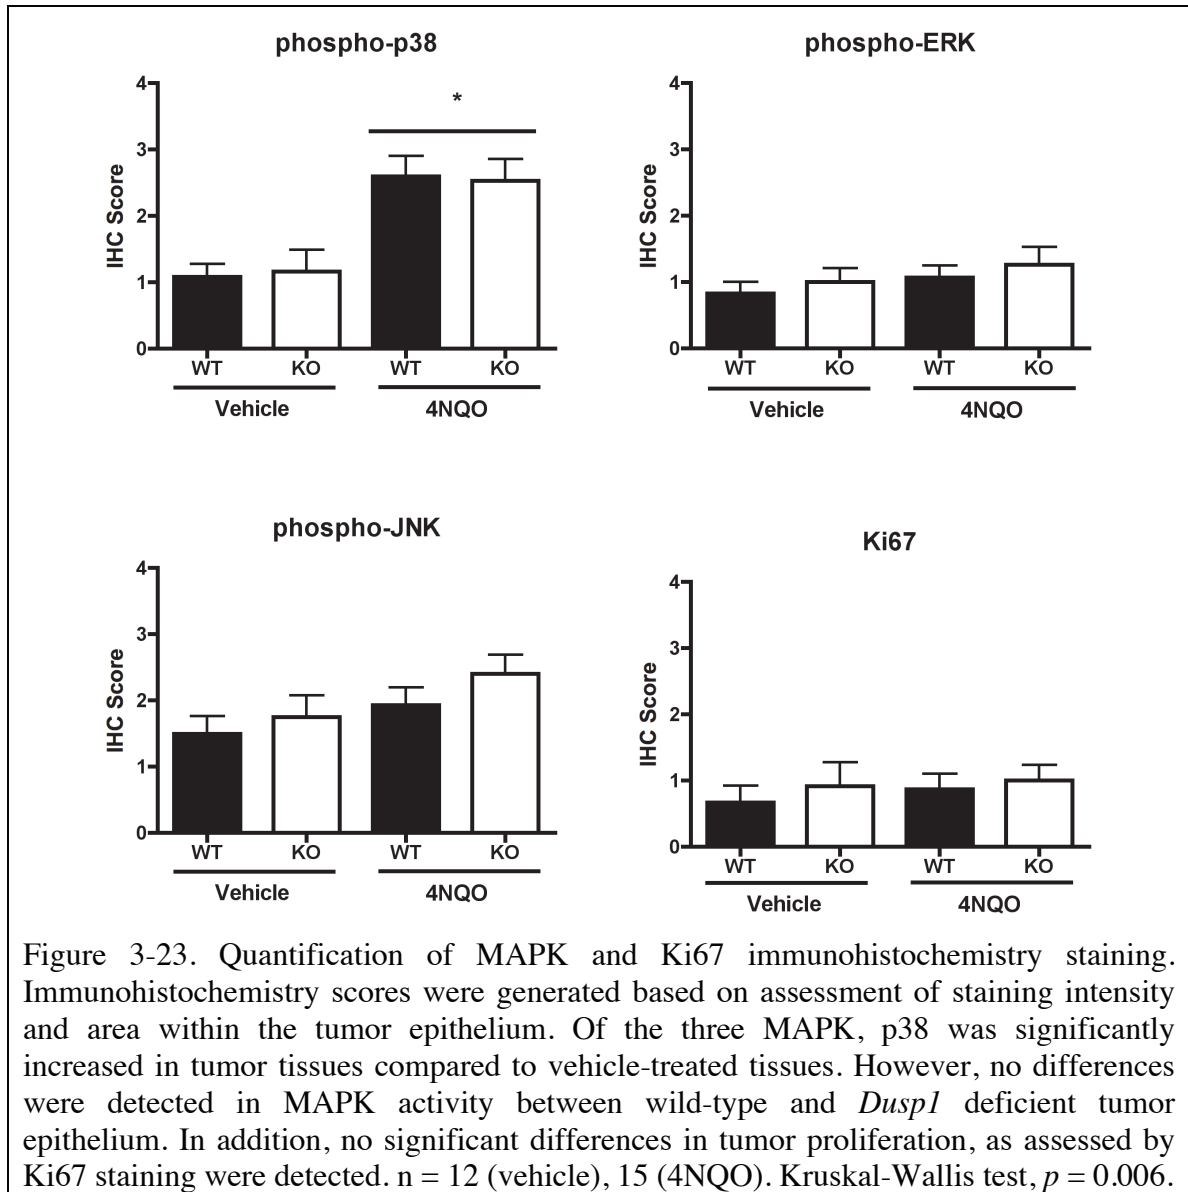 phospho-p38
4
3
2
1
0
IHC Score
*
WT
KO
WT
KO
Vehicle
4NQO
phospho-ERK
4
3
2
1
0
IHC Score
WT
KO
WT
KO
Vehicle
4NQO
phospho-JNK
4
3
2
1
0
IHC Score
WT
KO
WT
KO
Vehicle
4NQO
Ki67
4
3
2
1
0
IHC Score
WT
KO
WT
KO
Vehicle
4NQO
Figure 3-23. Quantification of MAPK and Ki67 immunohistochemistry staining.
Immunohistochemistry scores were generated based on assessment of staining intensity
and area within the tumor epithelium. Of the three MAPK, p38 was significantly
increased in tumor tissues compared to vehicle-treated tissues. However, no differences
were detected in MAPK activity between wild-type and Dusp1 deficient tumor
epithelium. In addition, no significant differences in tumor proliferation, as assessed by
Ki67 staining were detected. n = 12 (vehicle), 15 (4NQO). Kruskal-Wallis test, p = 0.006.